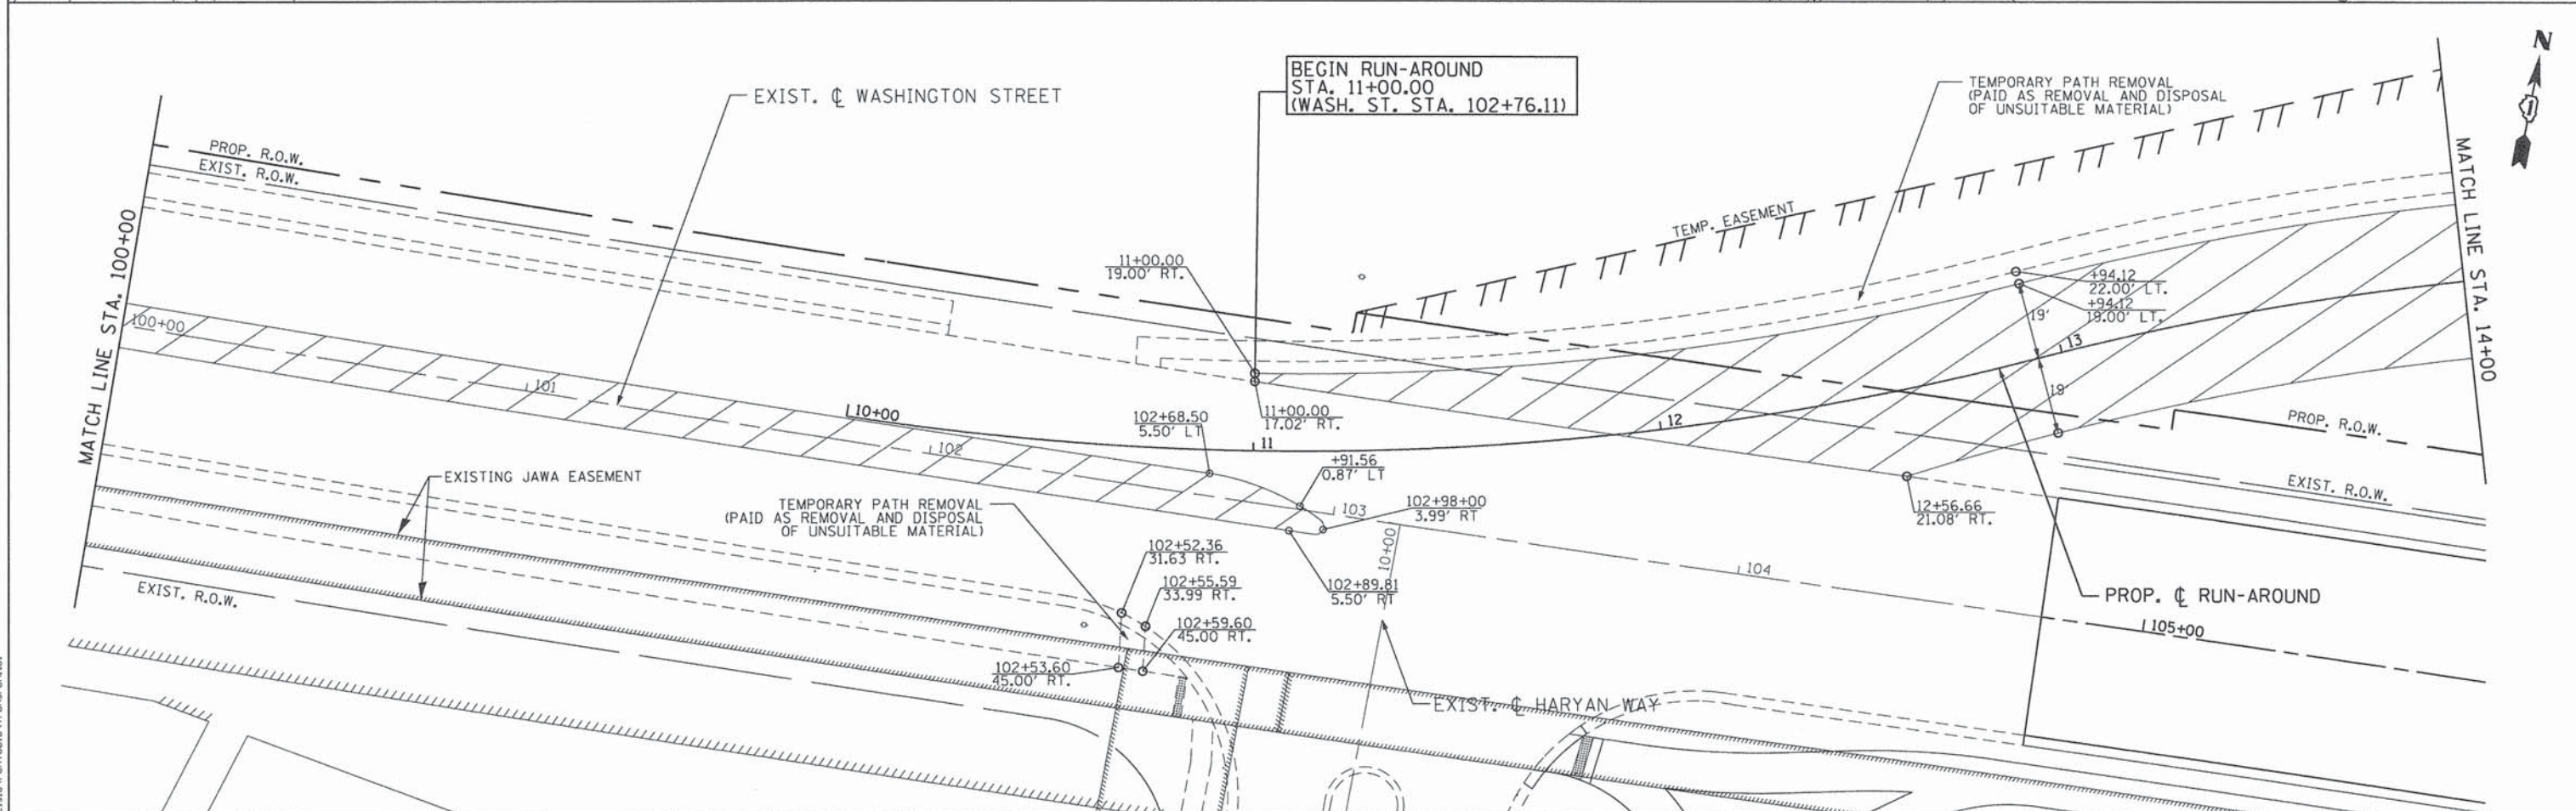 BEGIN RUN-AROUND
STA. 11+00.00
(WASH. ST. STA. 102+76.11)
EXIST. ℄ WASHINGTON STREET
TEMPORARY PATH REMOVAL
(PAID AS REMOVAL AND DISPOSAL
OF UNSUITABLE MATERIAL)
N
1
MATCH LINE STA. 100+00
PROP. R.O.W.
EXIST. R.O.W.
TEMP. EASEMENT
MATCH LINE STA. 14+00
11+00.00
19.00' RT.
+94.12
22.00' LT.
+94.12
19.00' LT.
19'
19
100+00
101
102
103
104
105+00
10+00
11
12
13
102+68.50
5.50' LT
11+00.00
17.02' RT.
+91.56
0.87' LT
102+98+00
3.99' RT
102+89.81
5.50' RT
10+00
12+56.66
21.08' RT.
PROP. R.O.W.
EXIST. R.O.W.
EXISTING JAWA EASEMENT
TEMPORARY PATH REMOVAL
(PAID AS REMOVAL AND DISPOSAL
OF UNSUITABLE MATERIAL)
102+52.36
31.63 RT.
102+55.59
33.99 RT.
102+59.60
45.00 RT.
102+53.60
45.00' RT.
EXIST. R.O.W.
PROP. ℄ RUN-AROUND
EXIST. ℄ HARYAN WAY